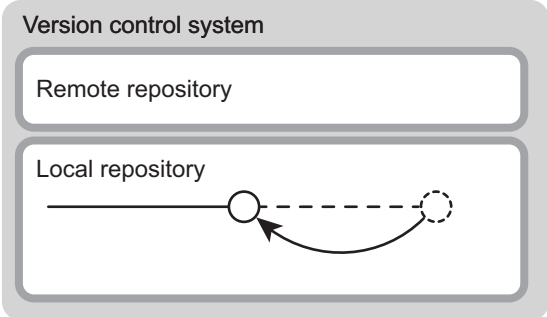 Version control system
Remote repository
Local repository